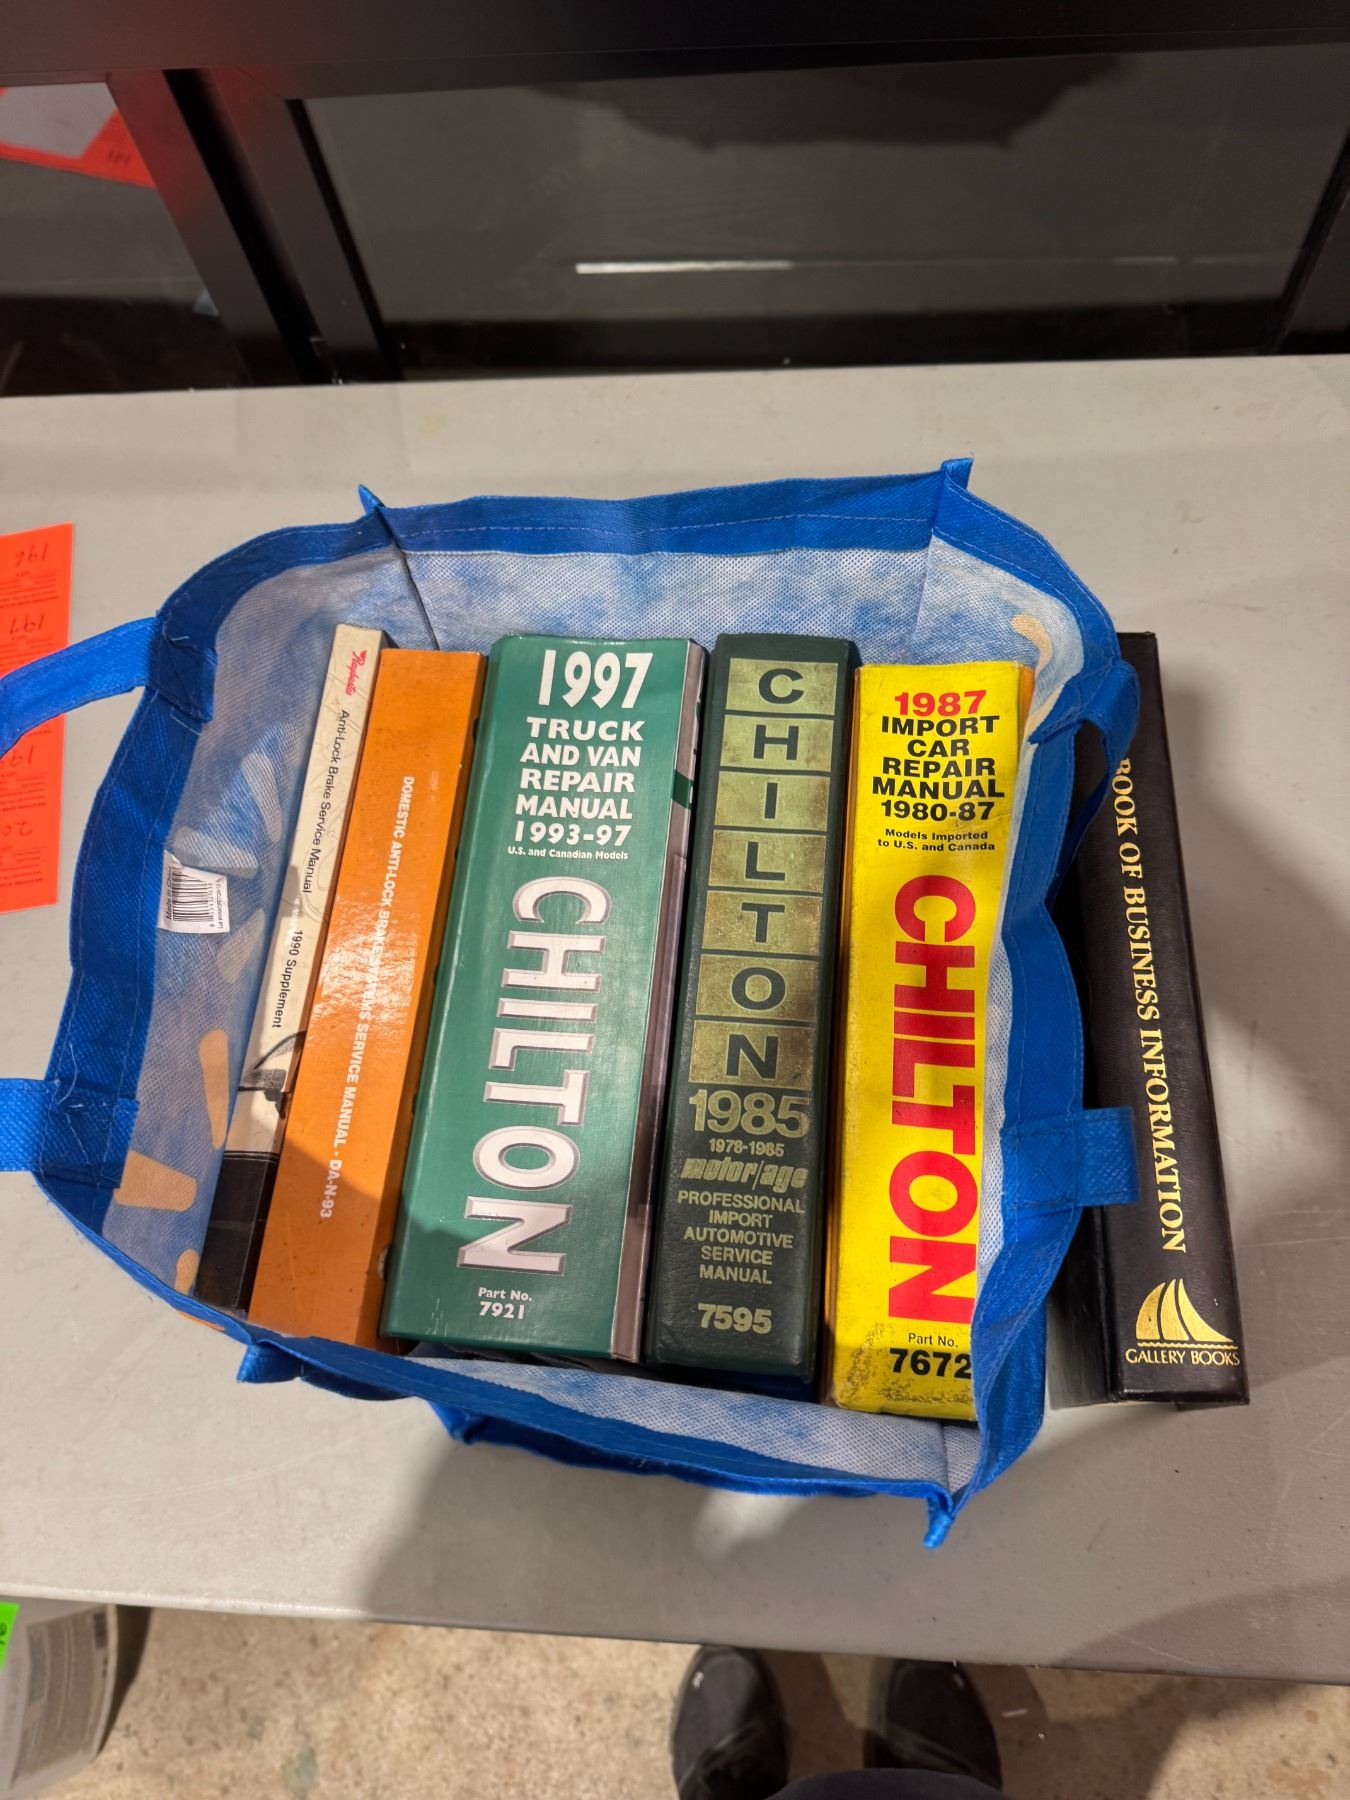 Raybestos
Anti-Lock Brake Service Manual
1990 Supplement
DOMESTIC ANTI-LOCK BRAKE SYSTEMS SERVICE MANUAL - DA-N-93
1997
TRUCK
AND VAN
REPAIR
MANUAL
1993-97
U.S. and Canadian Models
CHILTON
Part No.
7921
CHILTON
1985
1978-1985
motor/age
PROFESSIONAL
IMPORT
AUTOMOTIVE
SERVICE
MANUAL
7595
1987
IMPORT
CAR
REPAIR
MANUAL
1980-87
Models Imported
to U.S. and Canada
CHILTON
Part No.
7672
BOOK OF BUSINESS INFORMATION
GALLERY BOOKS
196
197